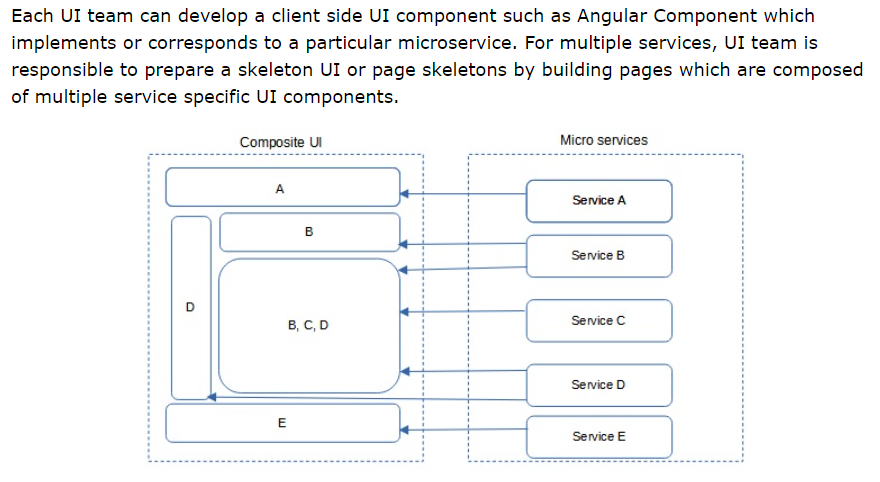 Each UI team can develop a client side UI component such as Angular Component which
implements or corresponds to a particular microservice. For multiple services, UI team is
responsible to prepare a skeleton UI or page skeletons by building pages which are composed
of multiple service specific UI components.
Composite UI
Micro services
A
Service A
B
Service B
D
B, C, D
Service C
Service D
E
Service E